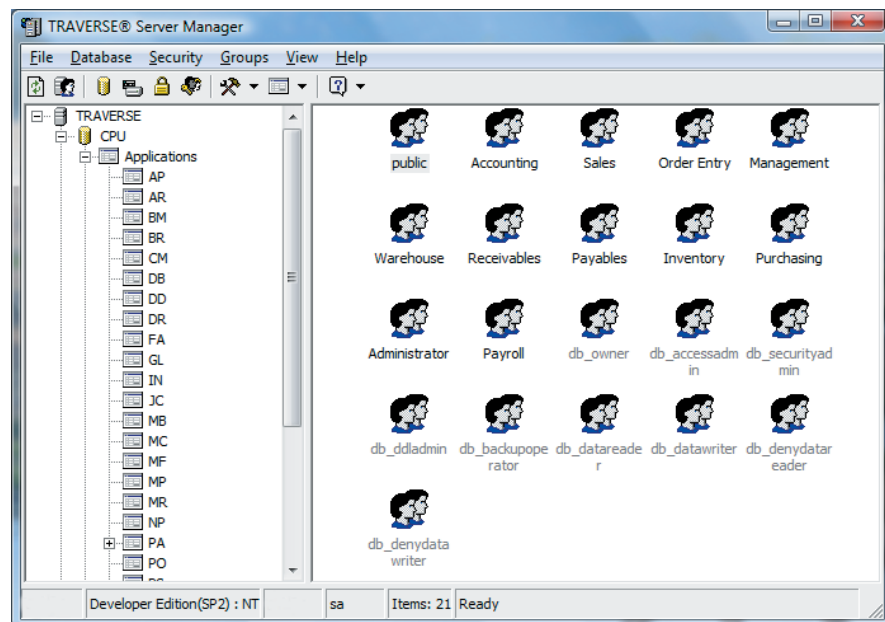 TRAVERSE® Server Manager
File Database Security Groups View Help
TRAVERSE
CPU
Applications
AP
AR
BM
BR
CM
DB
DD
DR
FA
GL
IN
JC
MB
MC
MF
MP
MR
NP
PA
PO
public Accounting Sales Order Entry Management
Warehouse Receivables Payables Inventory Purchasing
Administrator Payroll db_owner db_accessadm
in db_securityad
min
db_ddladmin db_backupope
rator db_datareade
r db_datawriter db_denydatar
eader
db_denydata
writer
Developer Edition(SP2) : NT sa Items: 21 Ready